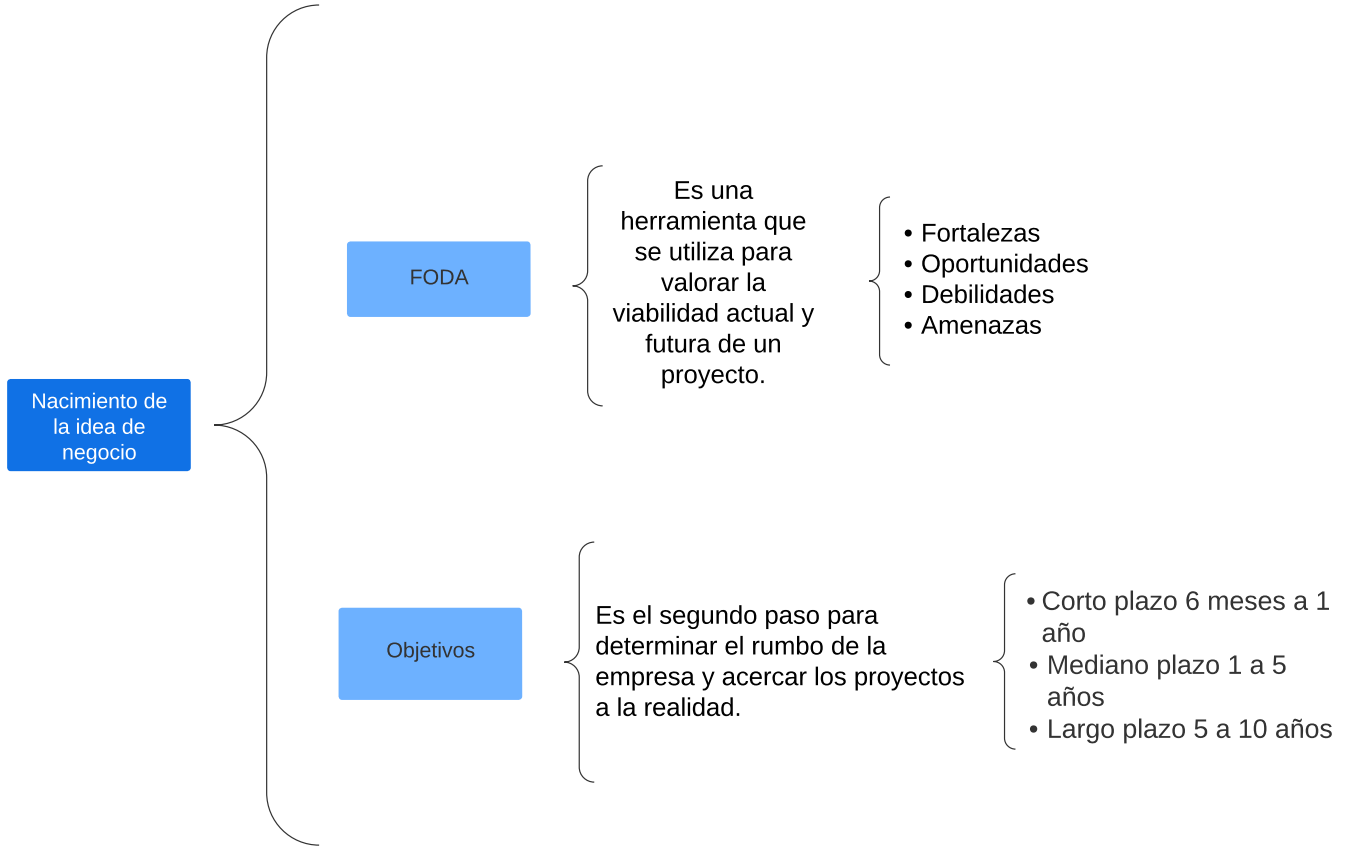 Nacimiento de
la idea de
negocio
FODA
Es una
herramienta que
se utiliza para
valorar la
viabilidad actual y
futura de un
proyecto.
• Fortalezas
• Oportunidades
• Debilidades
• Amenazas
Objetivos
Es el segundo paso para
determinar el rumbo de la
empresa y acercar los proyectos
a la realidad.
• Corto plazo 6 meses a 1
año
• Mediano plazo 1 a 5
años
• Largo plazo 5 a 10 años